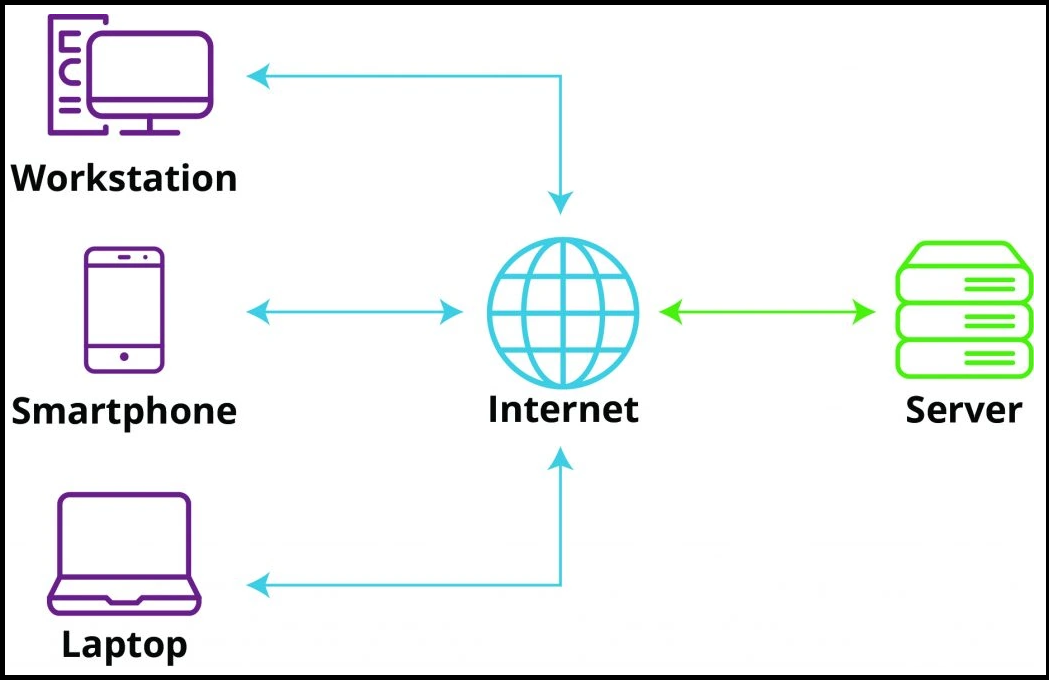 Workstation
Smartphone
Internet
Server
Laptop